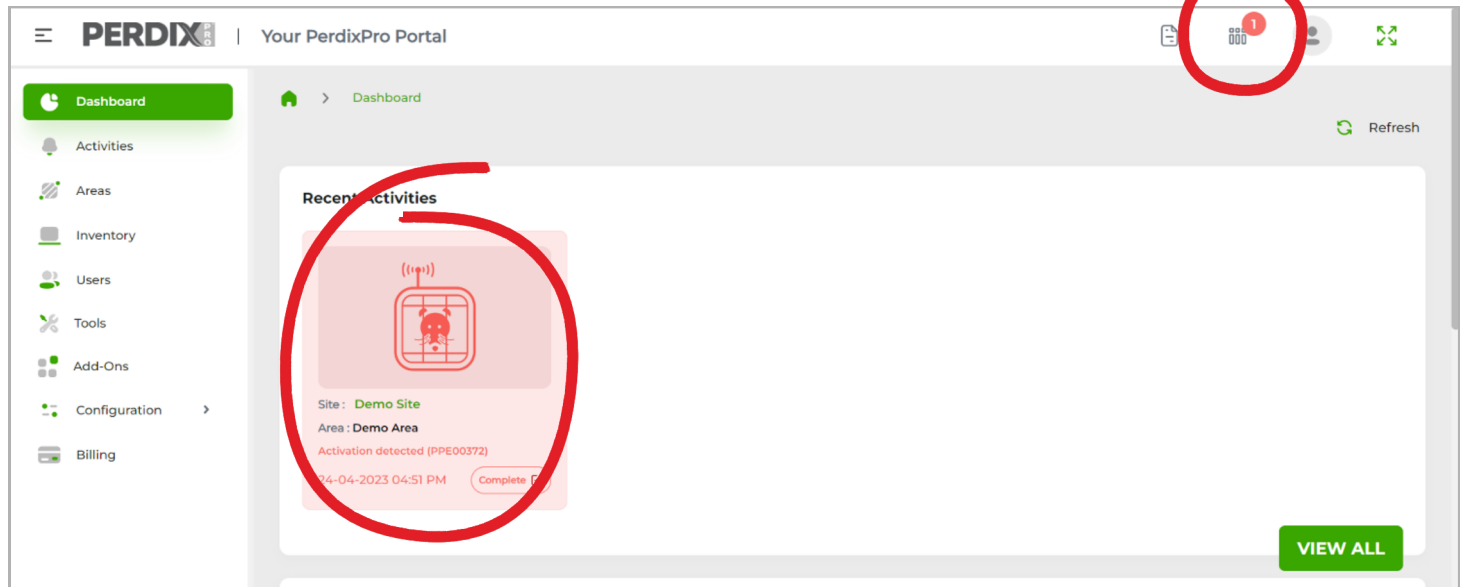 PERDIX PRO | Your PerdixPro Portal
1
Dashboard
Activities
Areas
Inventory
Users
Tools
Add-Ons
Configuration
Billing
> Dashboard
Refresh
Recent Activities
Site : Demo Site
Area : Demo Area
Activation detected (PPE00372)
24-04-2023 04:51 PM
Complete
VIEW ALL